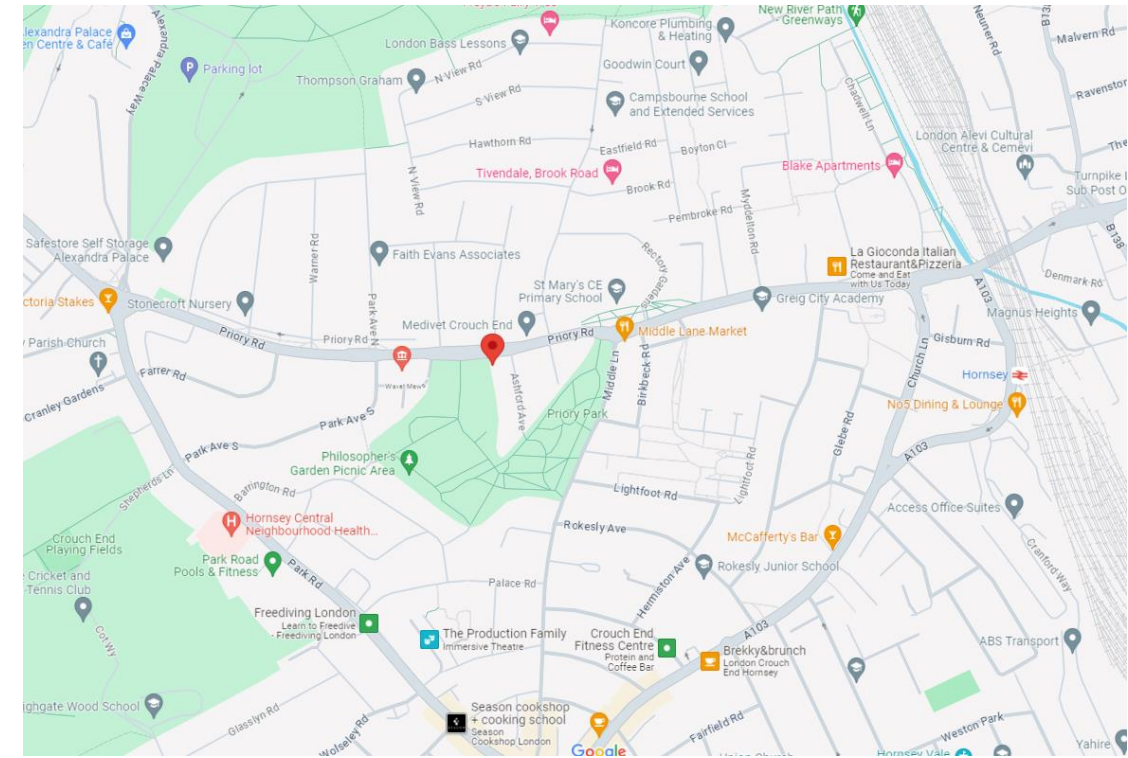 New River Path
- Greenways
Koncore Plumbing
& Heating
Alexandra Palace
en Centre & Café
Alexandra Palace Way
Parking lot
London Bass Lessons
Thompson Graham
N View Rd
S View Rd
Goodwin Court
Campsbourne School
and Extended Services
Chadwell Ln
Neuner Rd
Malvern Rd
Ravenston
London Alevi Cultural
Centre & Cemevi
The
Turnpike L
Sub Post O
B138
Hawthorn Rd
Eastfield Rd
Boyton Cl
Tivendale, Brook Road
Brook Rd
Blake Apartments
N View Rd
Pembroke Rd
Myddelton Rd
Safestore Self Storage
Alexandra Palace
Warner Rd
Faith Evans Associates
Rectory Gardens
La Gioconda Italian
Restaurant&Pizzeria
Come and Eat
with Us Today
A103
Denmark Rd
ctoria Stakes
Stonecroft Nursery
Park Ave N
St Mary's CE
Primary School
Greig City Academy
Magnus Heights
Medivet Crouch End
Middle Lane Market
Priory Rd
Priory Rd
Priory Rd
y Parish Church
Farrer Rd
Cranley Gardens
Wavel Mews
Ashford Ave
Middle Ln
Birkbeck Rd
Church Ln
Gisburn Rd
Hornsey
No5 Dining & Lounge
Priory Park
Park Ave S
Park Ave S
Glebe Rd
A103
Philosopher's
Garden Picnic Area
Shepherds Ln
Barrington Rd
Lightfoot Rd
Lightfoot Rd
Access Office Suites
Hornsey Central
Neighbourhood Health...
Rokesly Ave
McCafferty's Bar
Crouch End
Playing Fields
Park Road
Pools & Fitness
Park Rd
Palace Rd
Hermiston Ave
Rokesly Junior School
Cranford Way
e Cricket and
Tennis Club
Cot Wy
Freediving London
Learn to Freedive
- Freediving London
The Production Family
Immersive Theatre
Crouch End
Fitness Centre
Protein and
Coffee Bar
A103
Brekky&brunch
London Crouch
End Hornsey
ABS Transport
ighgate Wood School
Glasslyn Rd
Wolseley Rd
Season cookshop
+ cooking school
Season
Cookshop London
Google
Fairfield Rd
Weston Park
Hornsey Vale
Yahire